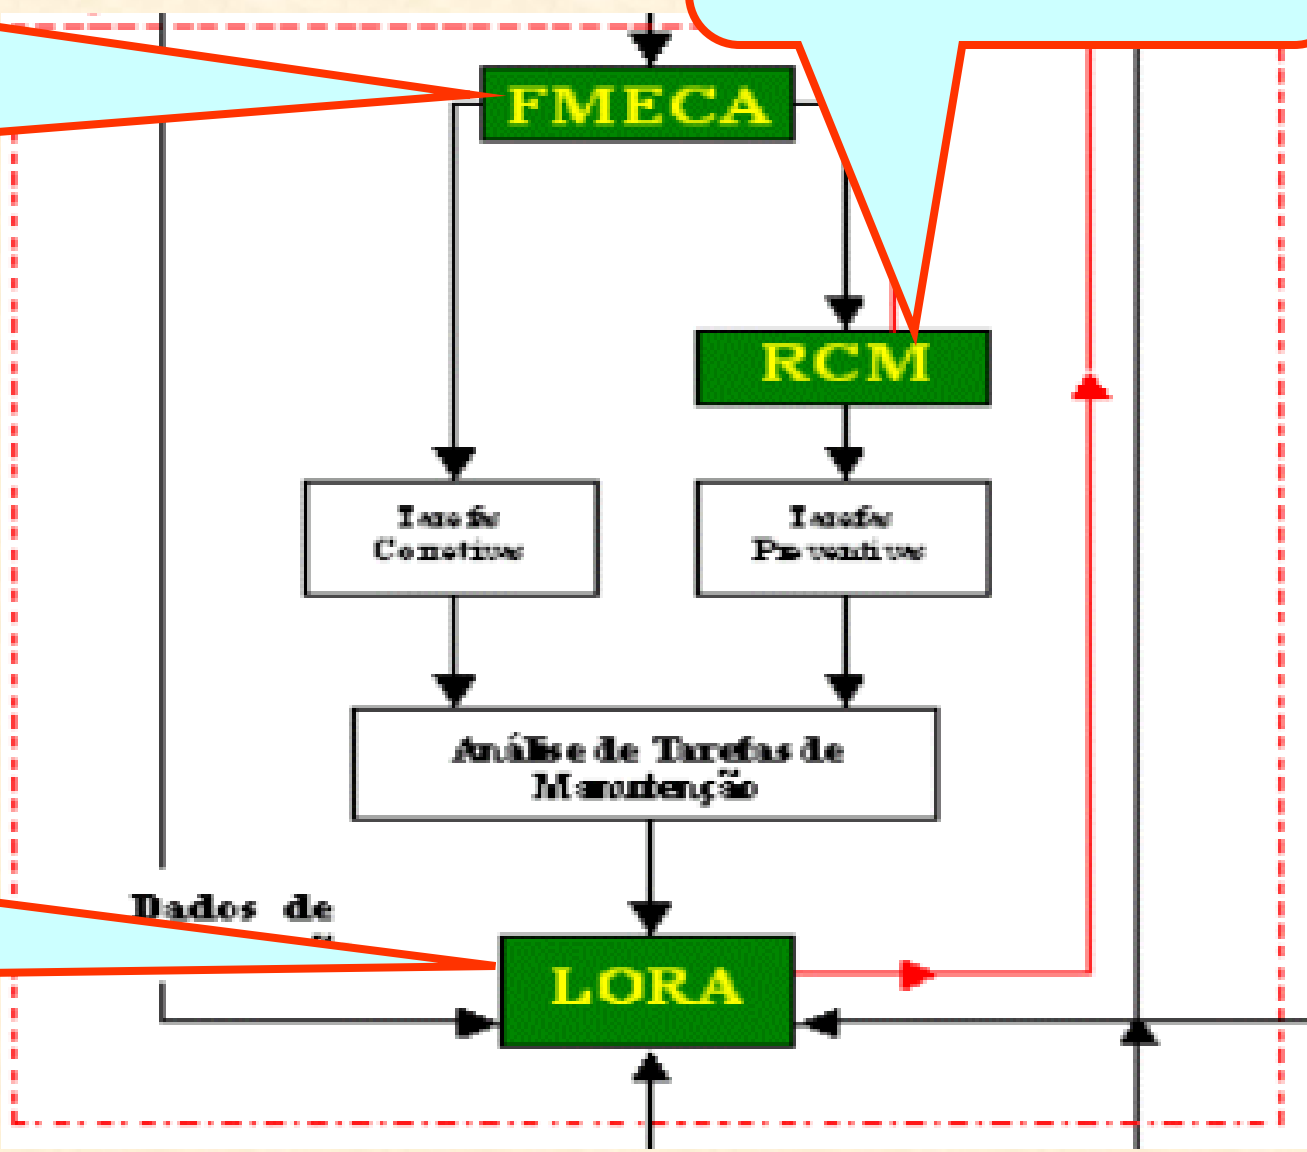 FMECA
RCM
Tarefas
Corretivas
Tarefas
Preventivas
Análise de Tarefas de
Manutenção
Dados de
LORA